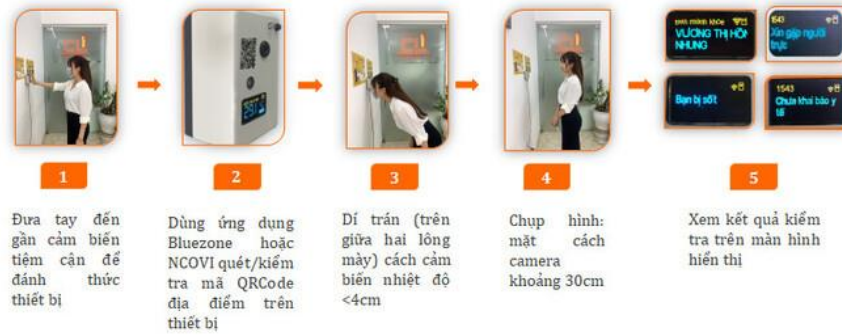 1
Đưa tay đến
gần cảm biến
tiệm cận để
đánh thức
thiết bị
2
Dùng ứng dụng
Bluezone hoặc
NCOVI quét/kiểm
tra mã QRCode
địa điểm trên
thiết bị
3
Dí trán (trên
giữa hai lông
mày) cách cảm
biến nhiệt độ
<4cm
4
Chụp hình:
mặt cách
camera
khoảng 30cm
VƯƠNG THỊ HỒN
NHUNG
1543
Xin gặp người
trực
Bạn bị sốt
1543
Chưa khai báo y
tế
5
Xem kết quả kiểm
tra trên màn hình
hiển thị